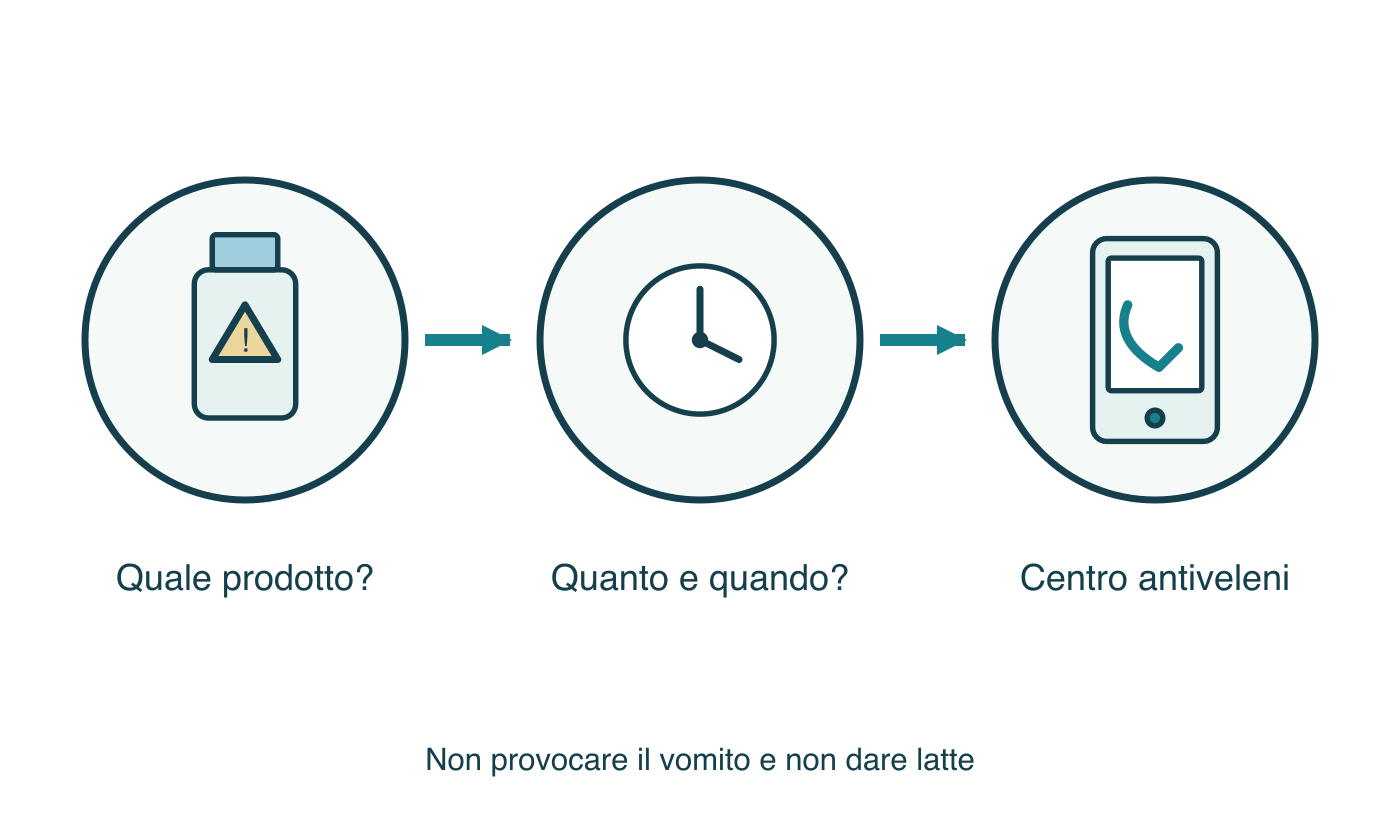 !
Quale prodotto?
Quanto e quando?
Centro antiveleni
Non provocare il vomito e non dare latte